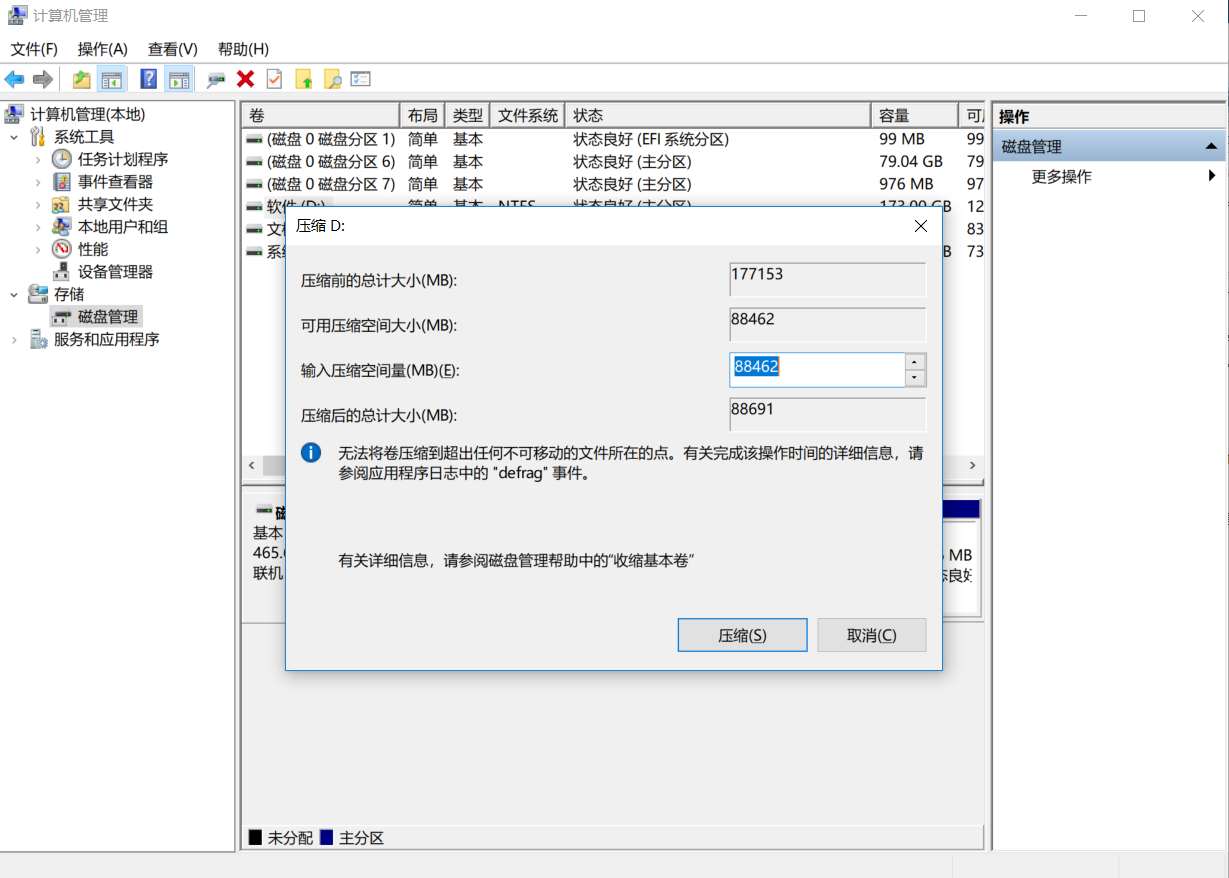 计算机管理
文件(F) 操作(A) 查看(V) 帮助(H)
计算机管理(本地)
系统工具
任务计划程序
事件查看器
共享文件夹
本地用户和组
性能
设备管理器
存储
磁盘管理
服务和应用程序
卷 布局 类型 文件系统 状态 容量
(磁盘 0 磁盘分区 1) 简单 基本 状态良好 (EFI 系统分区) 99 MB 99
(磁盘 0 磁盘分区 6) 简单 基本 状态良好 (主分区) 79.04 GB 79
(磁盘 0 磁盘分区 7) 简单 基本 状态良好 (主分区) 976 MB 97
软件 (D:) 简单 基本 NTFS 状态良好 (主分区) 173.00 GB 12
83
B 73
操作
磁盘管理
更多操作
压缩 D:
压缩前的总计大小(MB): 177153
可用压缩空间大小(MB): 88462
输入压缩空间量(MB)(E): 88462
压缩后的总计大小(MB): 88691
无法将卷压缩到超出任何不可移动的文件所在的点。有关完成该操作时间的详细信息，请
参阅应用程序日志中的 "defrag" 事件。
有关详细信息，请参阅磁盘管理帮助中的“收缩基本卷”
压缩(S) 取消(C)
基本
465.
联机
MB
良好
未分配 主分区